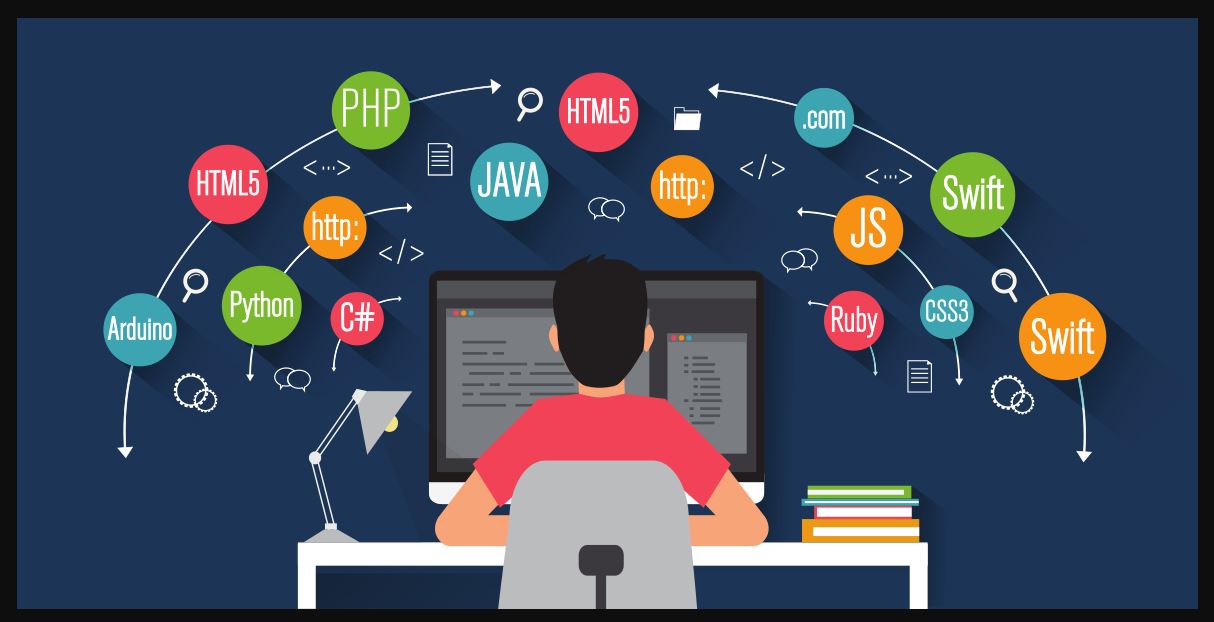 PHP
HTML5
.com
HTML5
JAVA
http:
Swift
http:
JS
Python
C#
Ruby
CSS3
Arduino
Swift